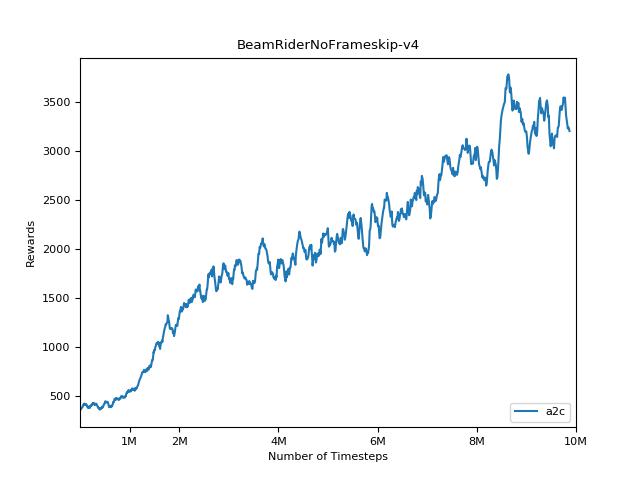 BeamRiderNoFrameskip-v4
3500
3000
2500
2000
1500
1000
500
Rewards
1M 2M 4M 6M 8M 10M
Number of Timesteps
a2c